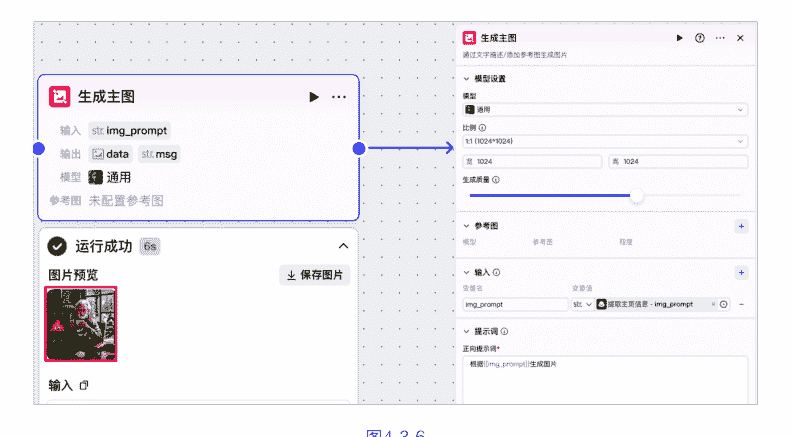 生成主图
输入 str. img_prompt
输出 data str. msg
模型 通用
参考图 未配置参考图
运行成功 6s
图片预览 保存图片
输入
生成主图
通过文字描述/添加参考图生成图片
模型设置
模型
通用
比例
1:1 (1024*1024)
宽 1024 高 1024
生成质量
参考图
模型 参考图 程度
输入
变量名 变量值
img_prompt str. 提取主页信息 - img_prompt
提示词
正向提示词*
根据{{img_prompt}}生成图片
图4.3.6